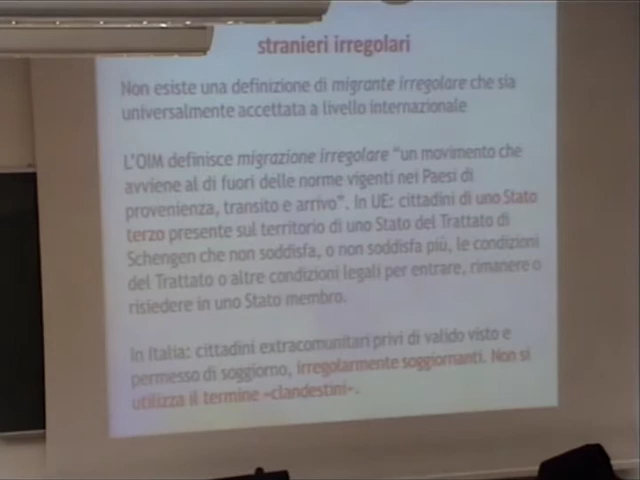 stranieri irregolari
Non esiste una definizione di migrante irregolare che sia
universalmente accettata a livello internazionale
L'OIM definisce migrazione irregolare "un movimento che
avviene al di fuori delle norme vigenti nei Paesi di
provenienza, transito e arrivo". In UE: cittadini di uno Stato
terzo presente sul territorio di uno Stato del Trattato di
Schengen che non soddisfa, o non soddisfa più, le condizioni
del Trattato o altre condizioni legali per entrare, rimanere o
risiedere in uno Stato membro.
In Italia: cittadini extracomunitari privi di valido visto e
permesso di soggiorno, irregolarmente soggiornanti. Non si
utilizza il termine «clandestini».